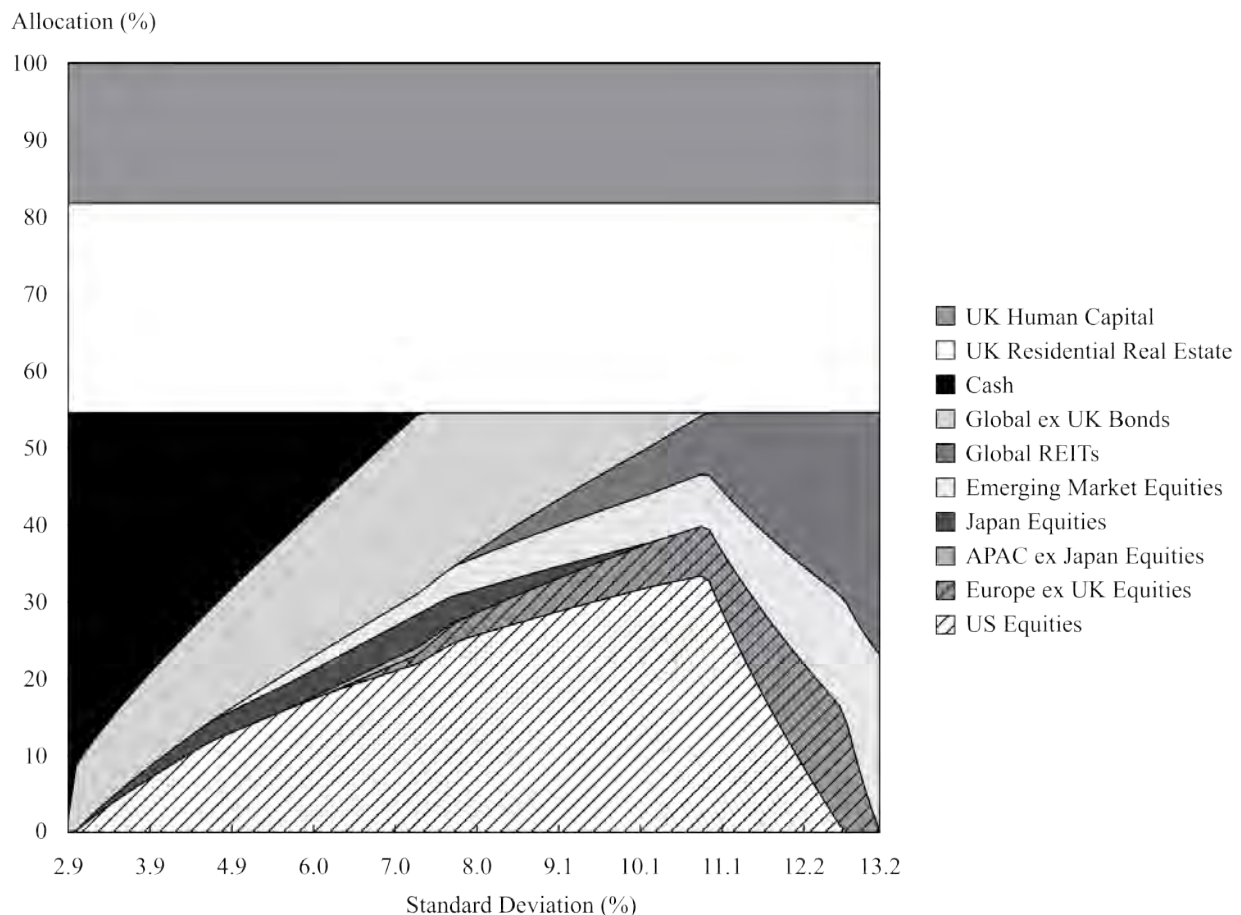 Allocation (%)
100
90
80
70
60
50
40
30
20
10
0
2.9 3.9 4.9 6.0 7.0 8.0 9.1 10.1 11.1 12.2 13.2
Standard Deviation (%)
UK Human Capital
UK Residential Real Estate
Cash
Global ex UK Bonds
Global REITs
Emerging Market Equities
Japan Equities
APAC ex Japan Equities
Europe ex UK Equities
US Equities